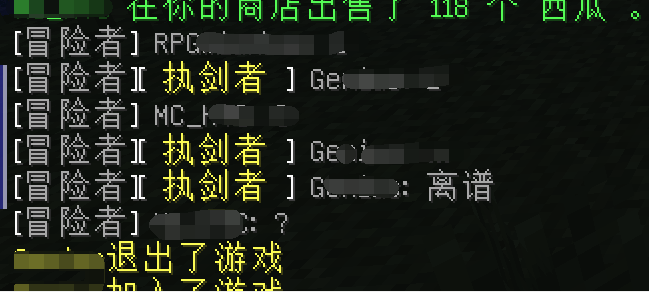 在你的商店出售了 118 个 西瓜 。
[冒险者] RPG
[冒险者][ 执剑者 ] Ge
[冒险者] MC_
[冒险者][ 执剑者 ] Ge
[冒险者][ 执剑者 ] Ge : 离谱
[冒险者] : ?
退出了游戏
加入了游戏